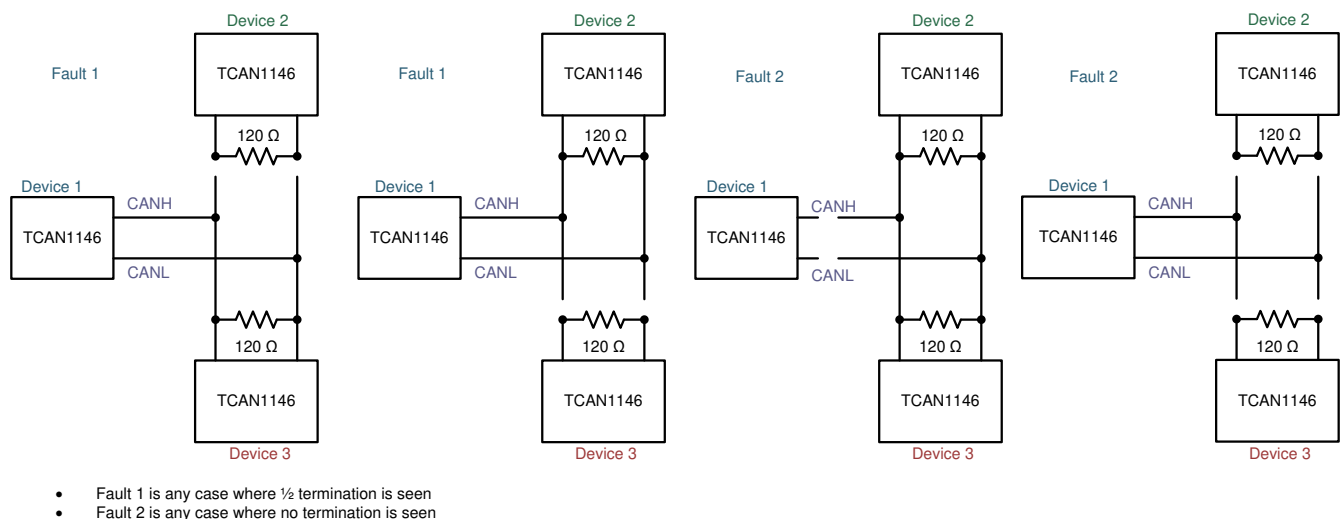 Fault 1
Device 2
TCAN1146
120 Ω
Device 1
TCAN1146
CANH
CANL
120 Ω
TCAN1146
Device 3
Fault 1
Device 2
TCAN1146
120 Ω
Device 1
TCAN1146
CANH
CANL
120 Ω
TCAN1146
Device 3
Fault 2
Device 2
TCAN1146
120 Ω
Device 1
TCAN1146
CANH
CANL
120 Ω
TCAN1146
Device 3
Fault 2
Device 2
TCAN1146
120 Ω
Device 1
TCAN1146
CANH
CANL
120 Ω
TCAN1146
Device 3
• Fault 1 is any case where ½ termination is seen
• Fault 2 is any case where no termination is seen